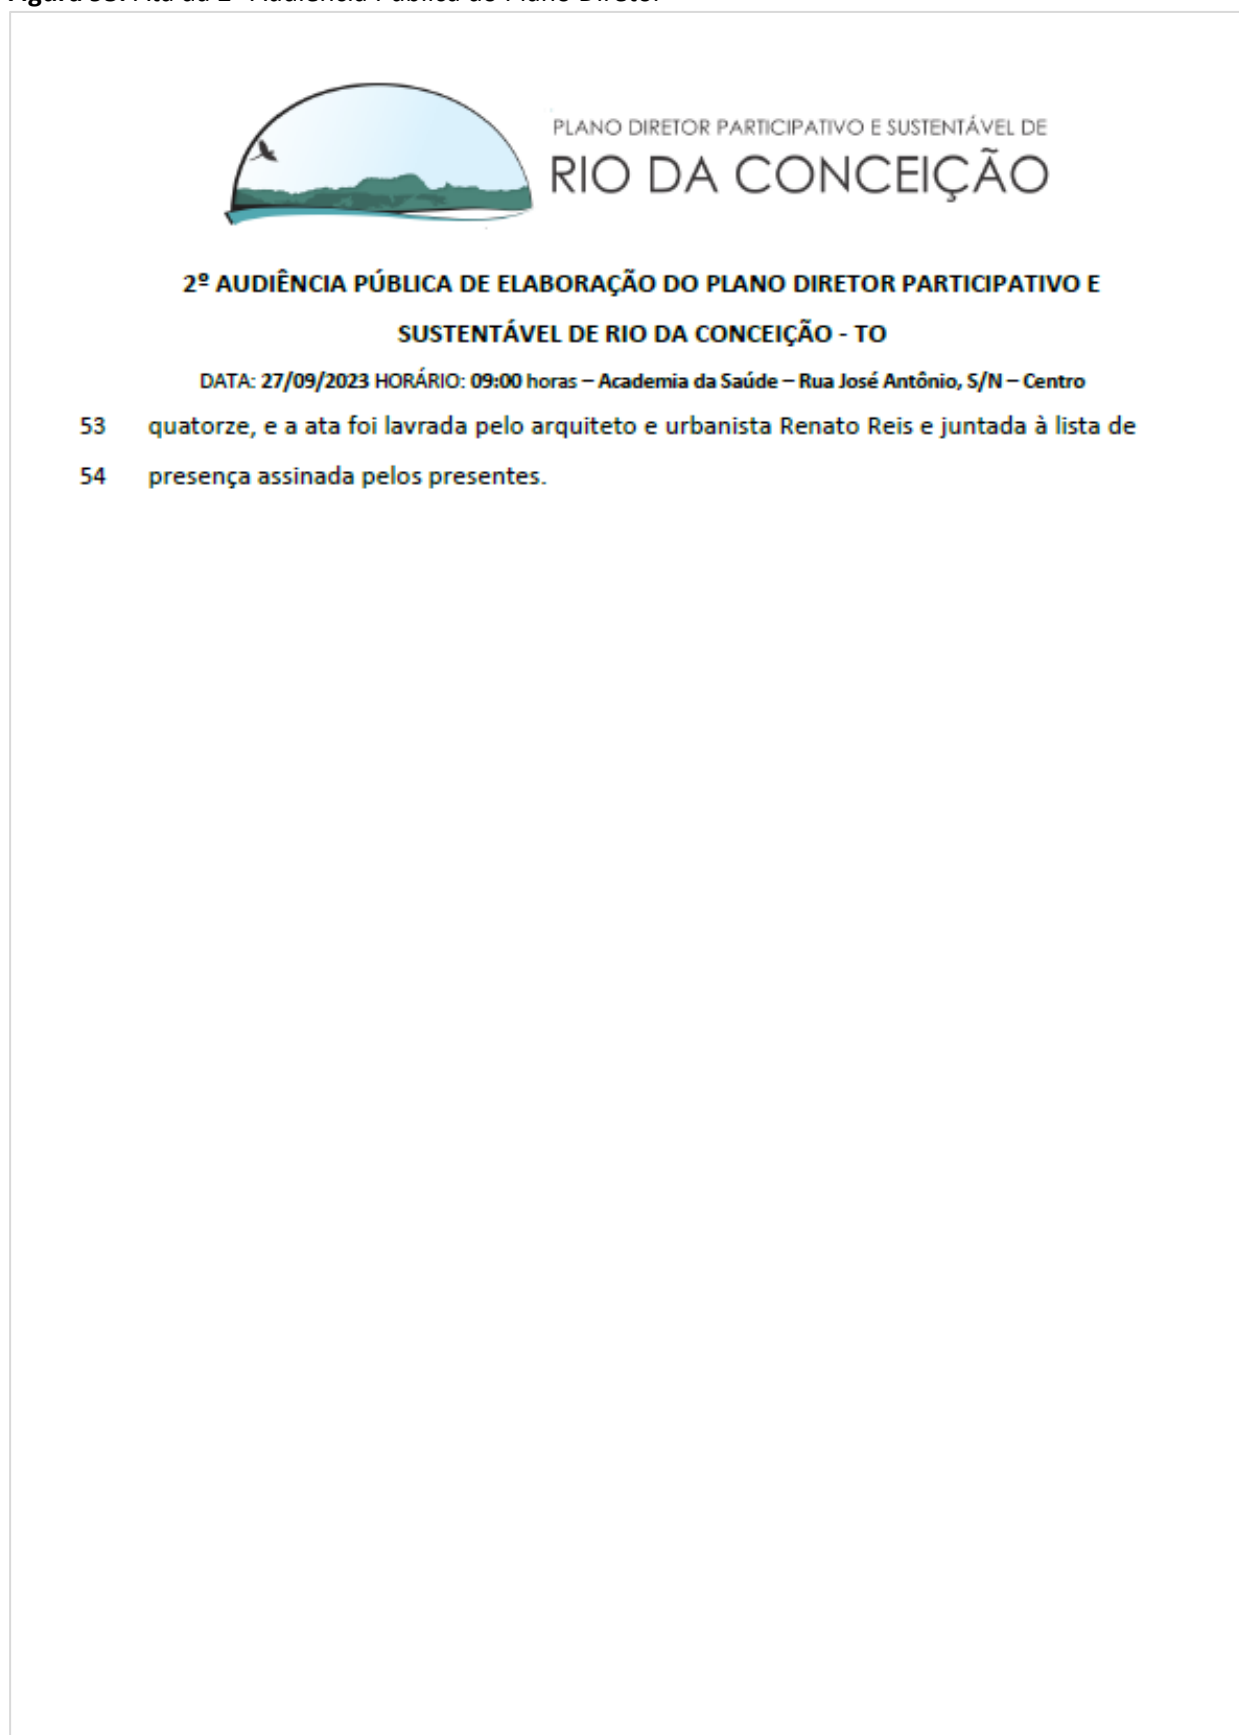 PLANO DIRETOR PARTICIPATIVO E SUSTENTÁVEL DE
RIO DA CONCEIÇÃO
2º AUDIÊNCIA PÚBLICA DE ELABORAÇÃO DO PLANO DIRETOR PARTICIPATIVO E
SUSTENTÁVEL DE RIO DA CONCEIÇÃO - TO
DATA: 27/09/2023 HORÁRIO: 09:00 horas – Academia da Saúde – Rua José Antônio, S/N – Centro
53 quatorze, e a ata foi lavrada pelo arquiteto e urbanista Renato Reis e juntada à lista de
54 presença assinada pelos presentes.